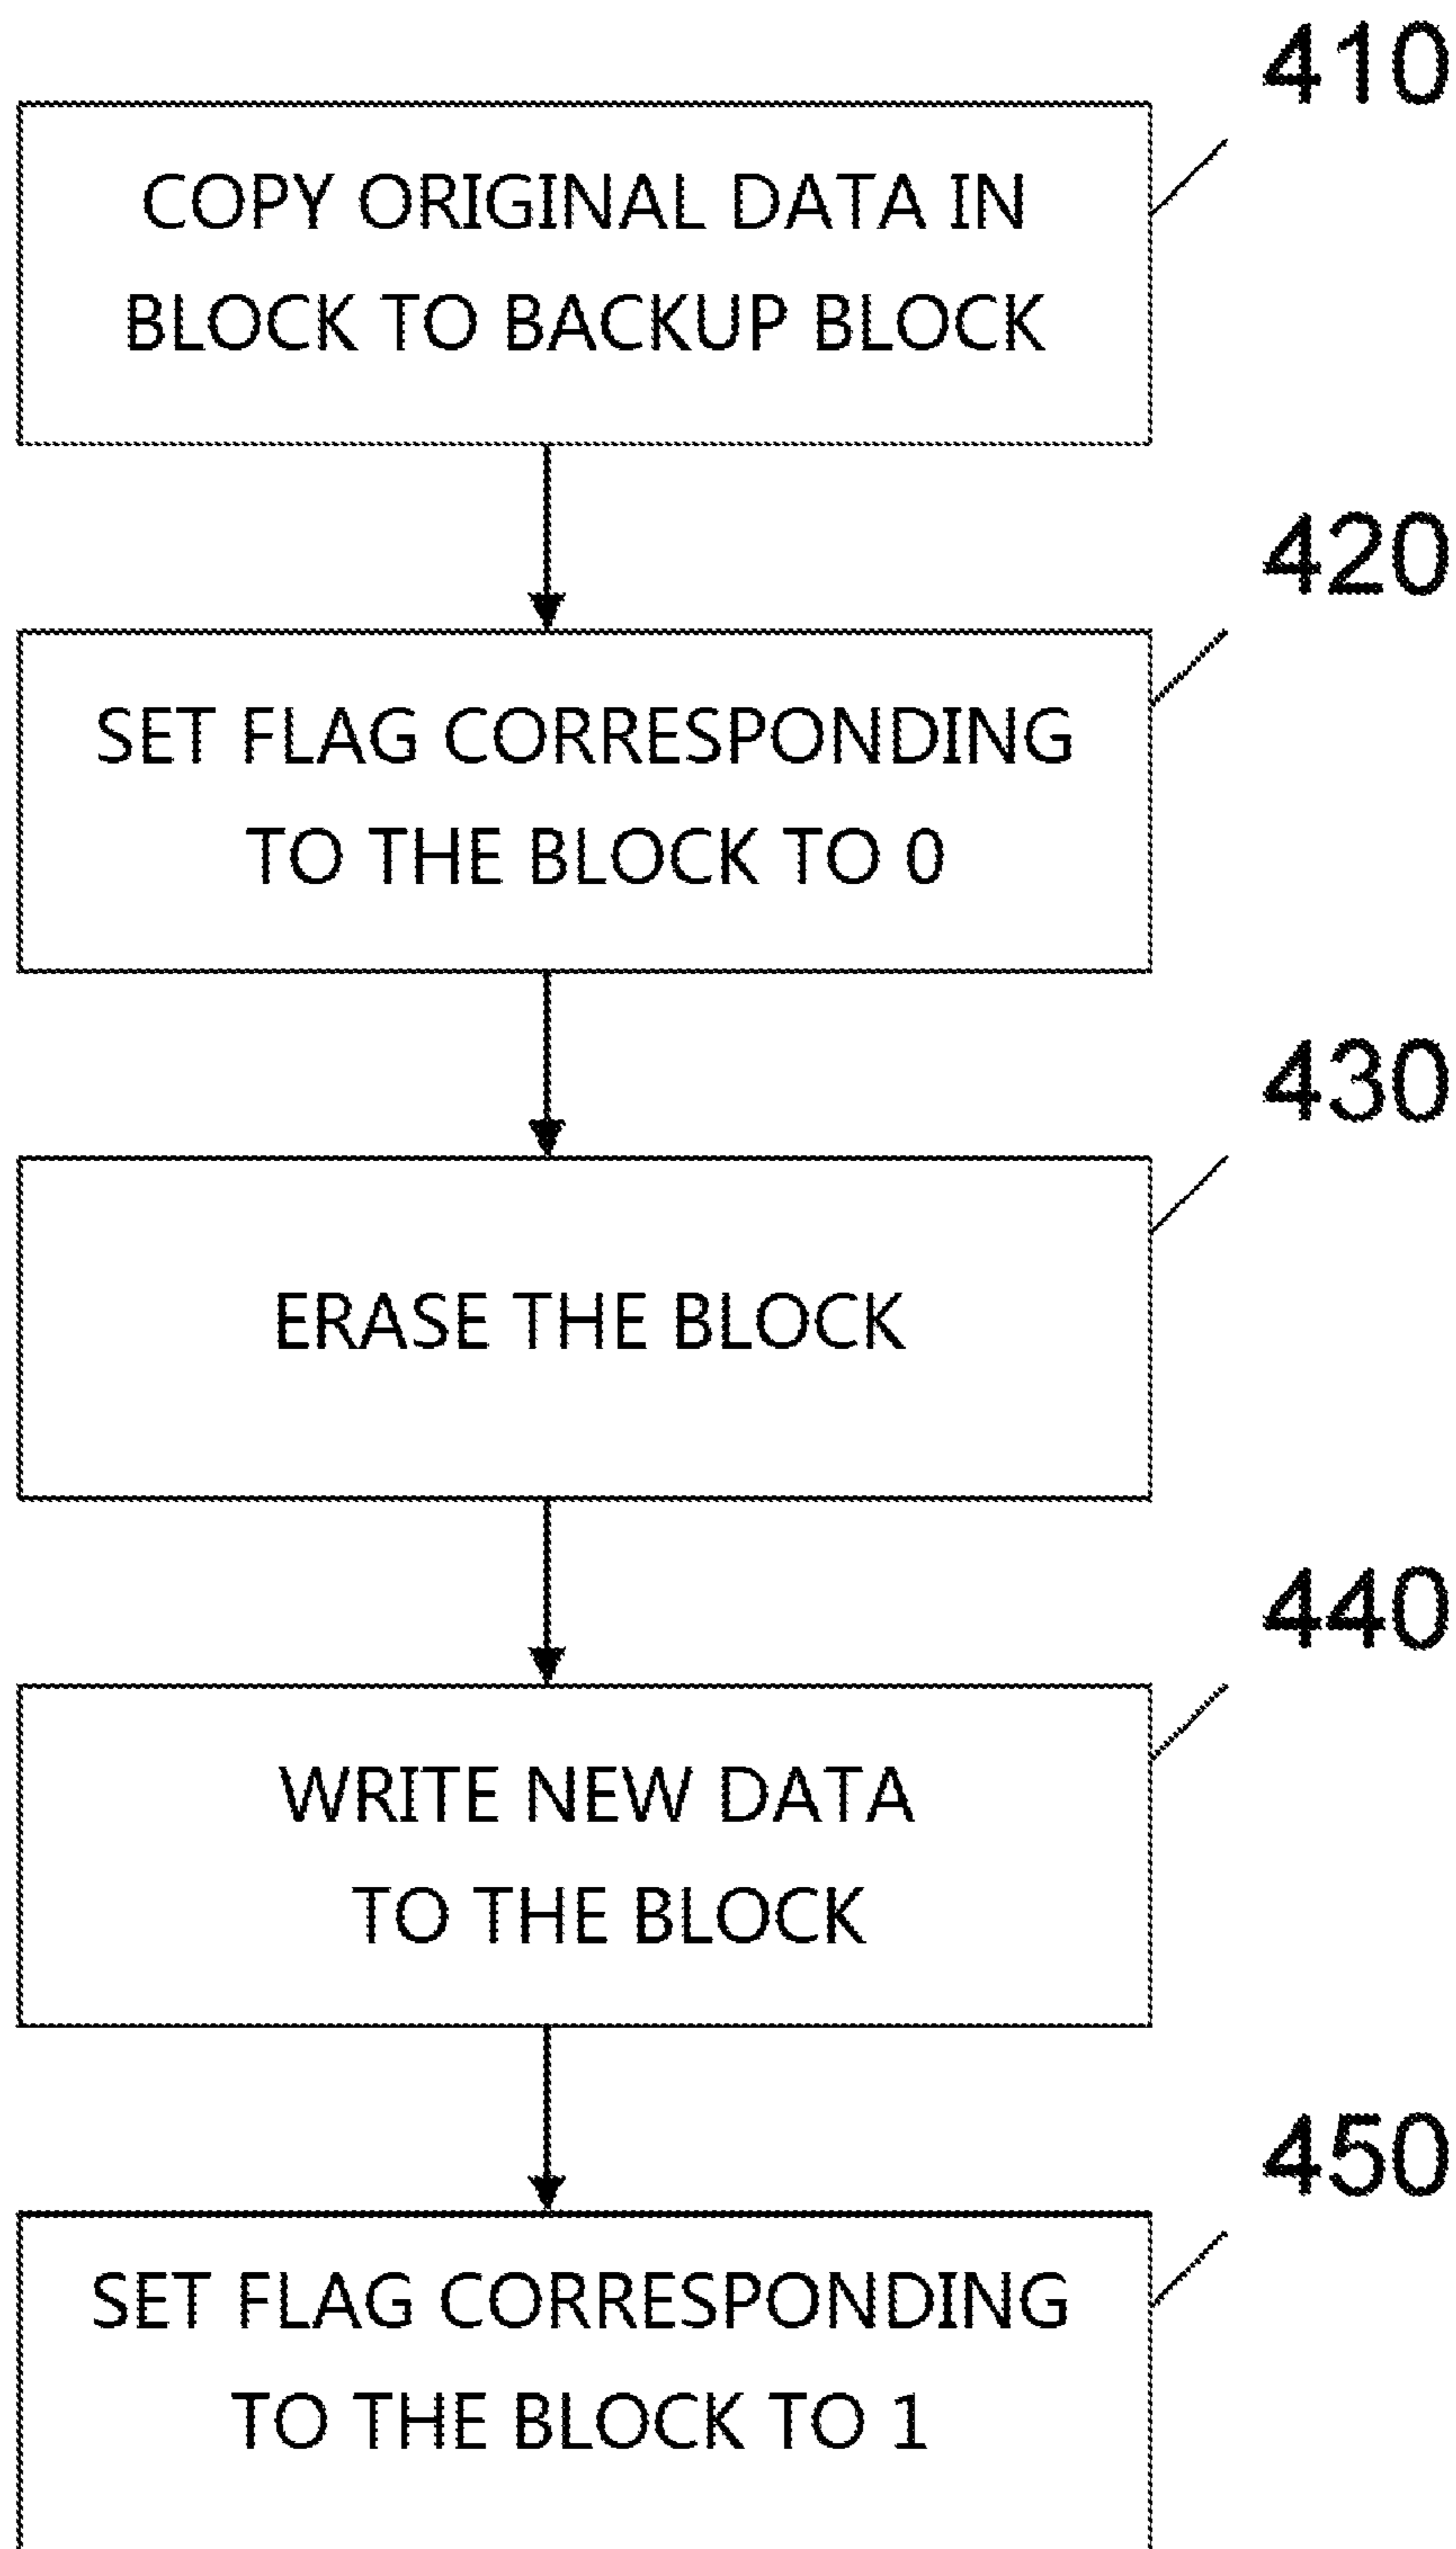 410
COPY ORIGINAL DATA IN
BLOCK TO BACKUP BLOCK
420
SET FLAG CORRESPONDING
TO THE BLOCK TO 0
430
ERASE THE BLOCK
440
WRITE NEW DATA
TO THE BLOCK
450
SET FLAG CORRESPONDING
TO THE BLOCK TO 1